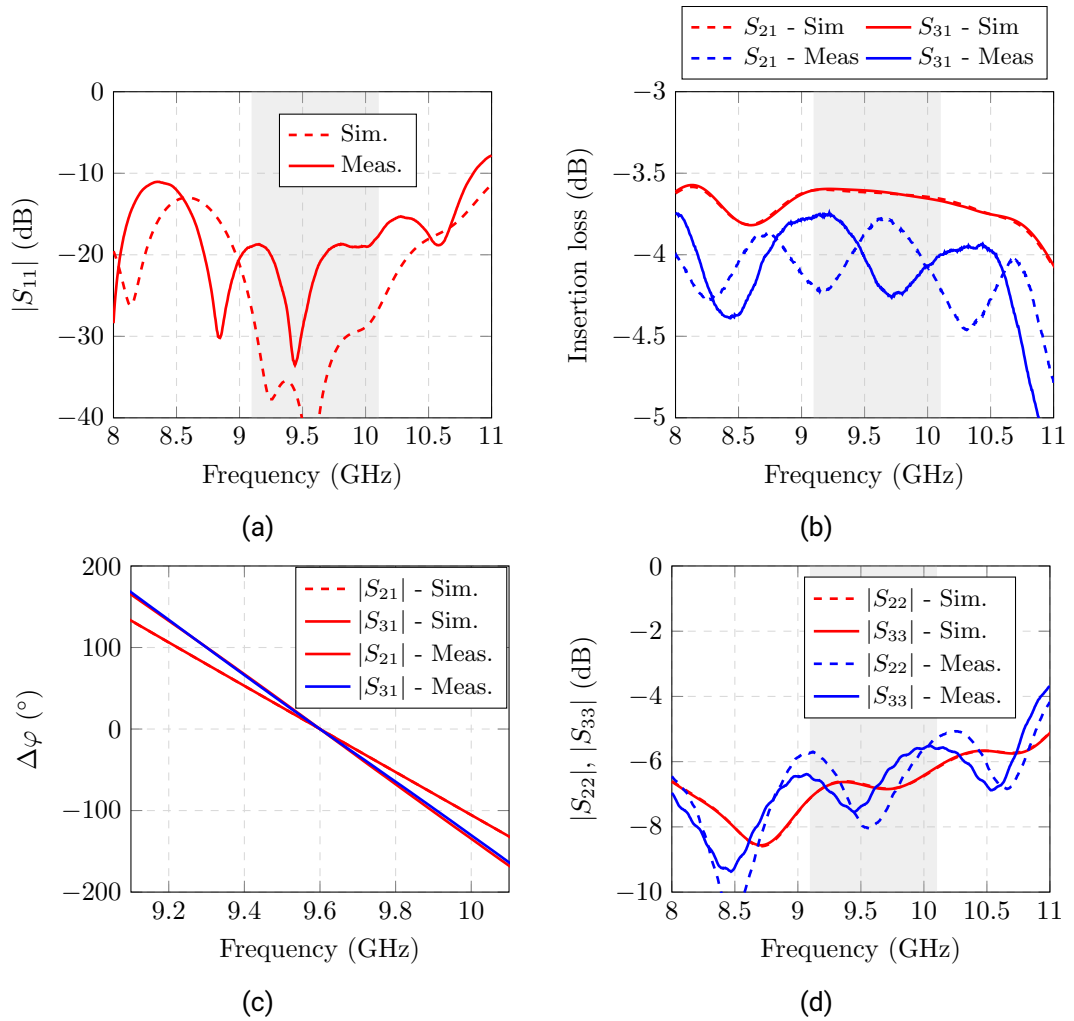 0
−10
−20
−30
−40
8
8.5
9
9.5
10
10.5
11
|S11| (dB)
Frequency (GHz)
Sim.
Meas.
(a)
S21 - Sim
S31 - Sim
S21 - Meas
S31 - Meas
−3
−3.5
−4
−4.5
−5
8
8.5
9
9.5
10
10.5
11
Insertion loss (dB)
Frequency (GHz)
(b)
200
100
0
−100
−200
9.2
9.4
9.6
9.8
10
Δφ (°)
Frequency (GHz)
|S21| - Sim.
|S31| - Sim.
|S21| - Meas.
|S31| - Meas.
(c)
0
−2
−4
−6
−8
−10
8
8.5
9
9.5
10
10.5
11
|S22|, |S33| (dB)
Frequency (GHz)
|S22| - Sim.
|S33| - Sim.
|S22| - Meas.
|S33| - Meas.
(d)